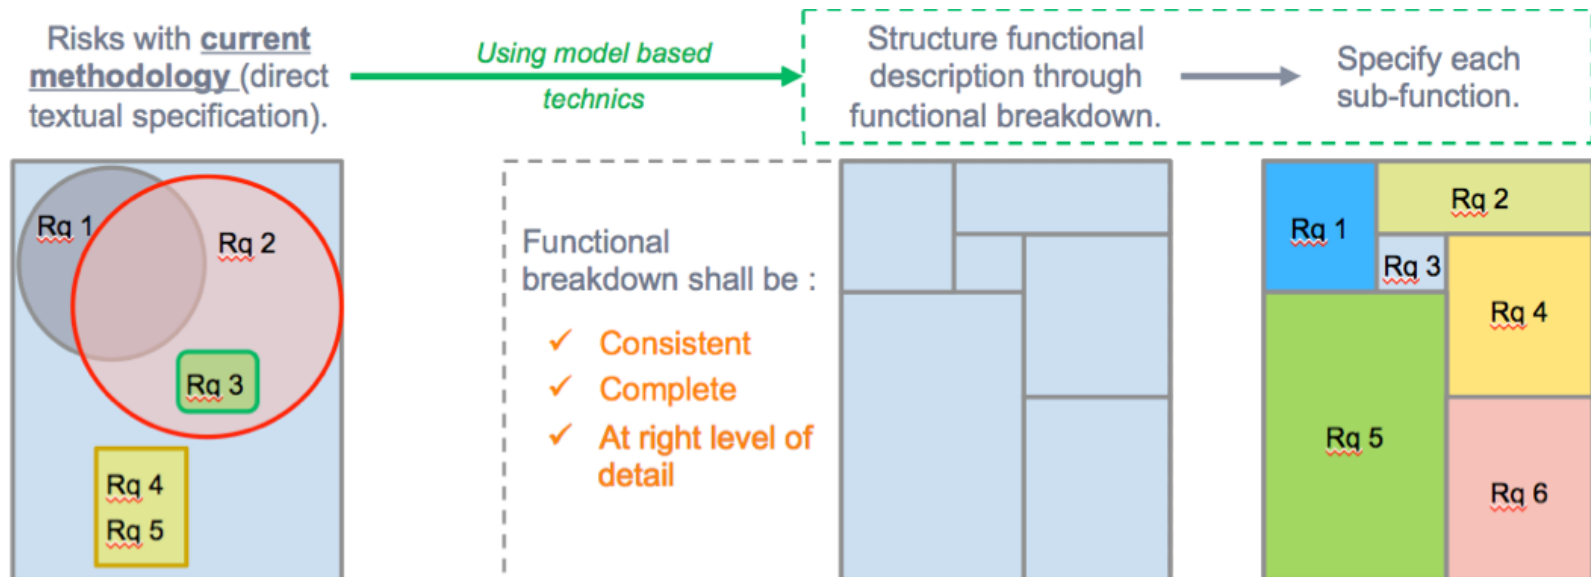 Risks with current
methodology (direct
textual specification).
Using model based
technics
Structure functional
description through
functional breakdown.
Specify each
sub-function.
Rq 1
Rq 2
Rq 3
Rq 4
Rq 5
Functional
breakdown shall be :
✓ Consistent
✓ Complete
✓ At right level of
detail
Rq 1
Rq 2
Rq 3
Rq 4
Rq 5
Rq 6